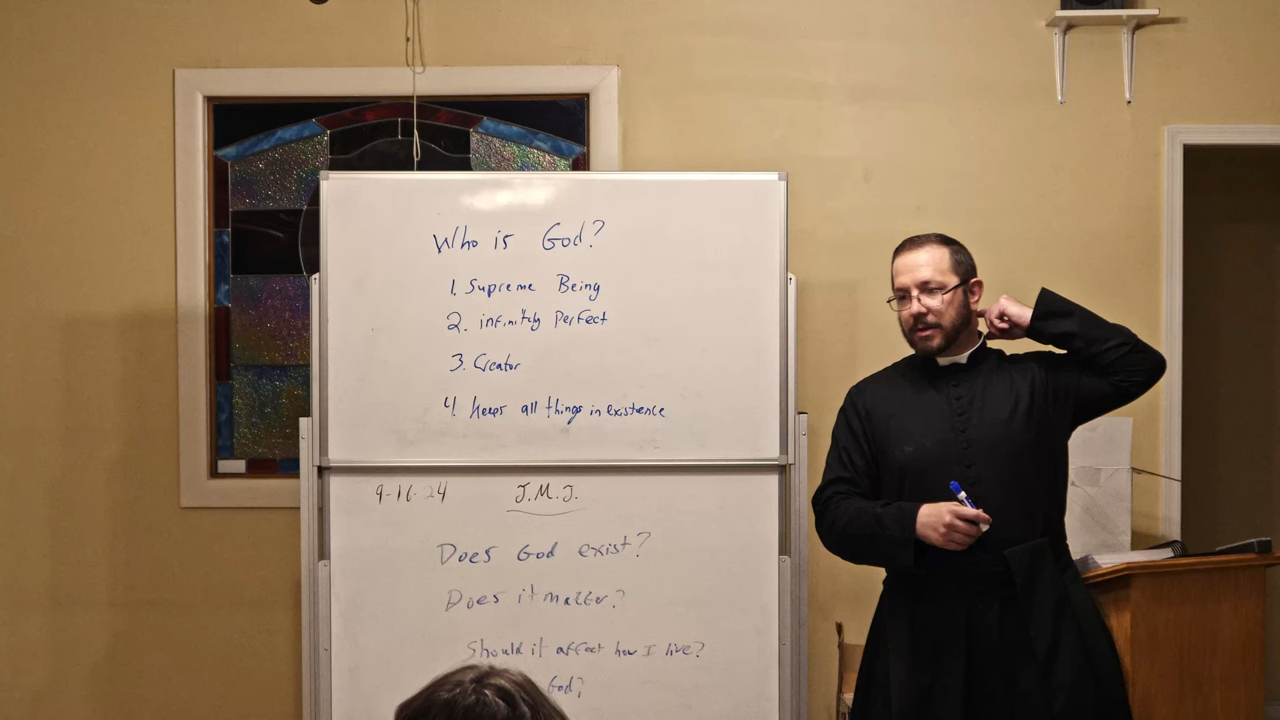 Who is God?
1. Supreme Being
2. infinitely perfect
3. Creator
4. keeps all things in existence
9-16-24 J.M.J.
Does God exist?
Does it matter?
Should it affect how I live?
God?